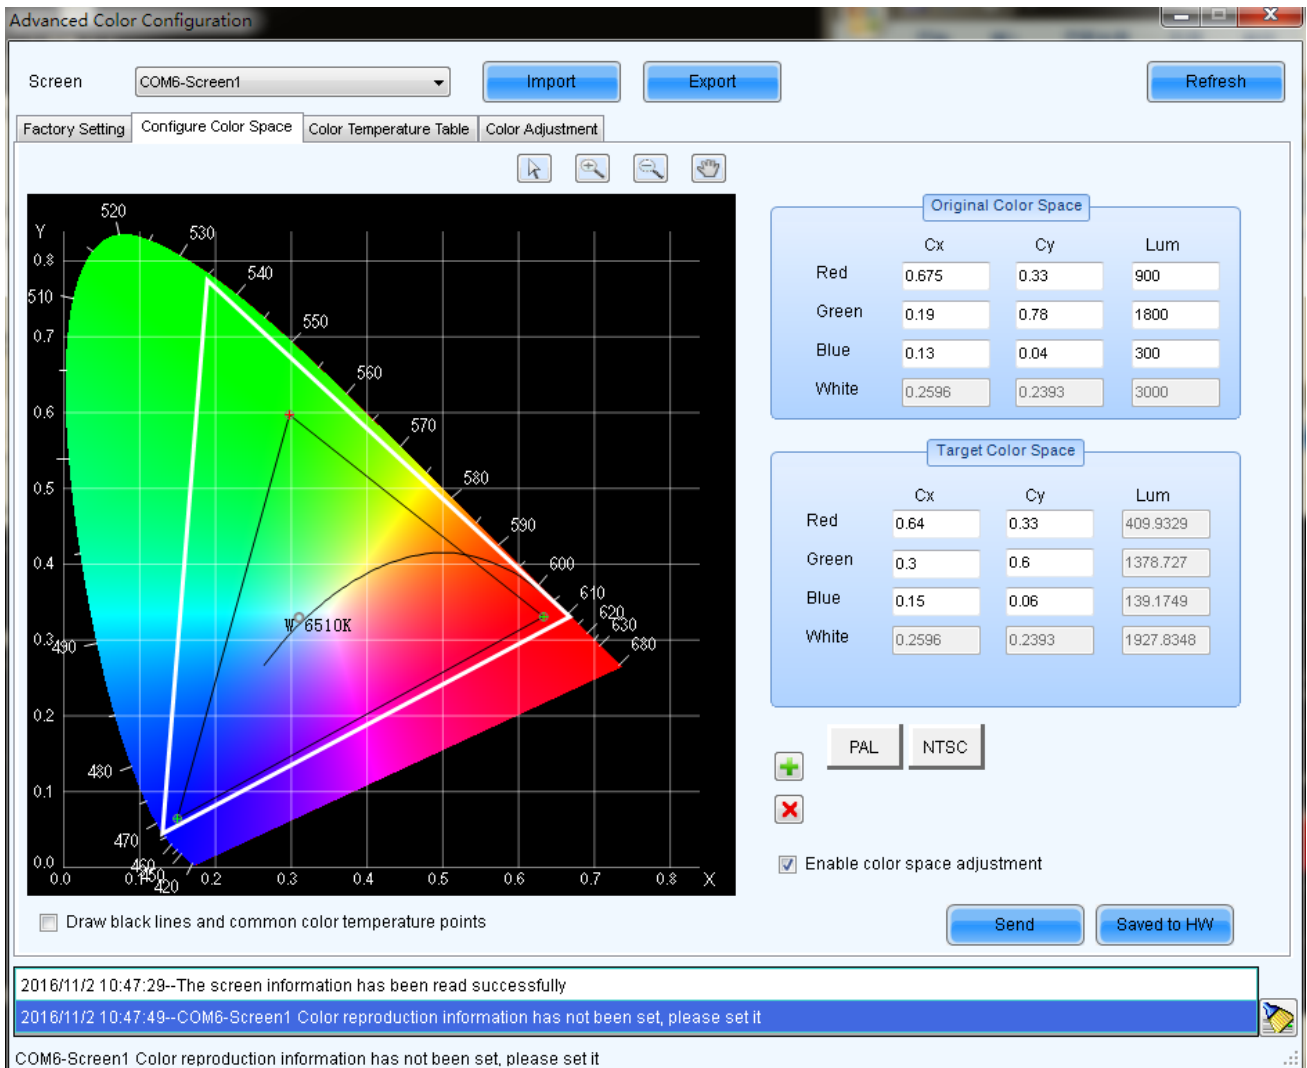 Advanced Color Configuration
Screen COM6-Screen1 Import Export Refresh
Factory Setting Configure Color Space Color Temperature Table Color Adjustment
Original Color Space
Cx Cy Lum
Red 0.675 0.33 900
Green 0.19 0.78 1800
Blue 0.13 0.04 300
White 0.2596 0.2393 3000
Target Color Space
Cx Cy Lum
Red 0.64 0.33 409.9329
Green 0.3 0.6 1378.727
Blue 0.15 0.06 139.1749
White 0.2596 0.2393 1927.8348
PAL NTSC
Enable color space adjustment
Send Saved to HW
520
Y 530
0.8 540
510
550
0.7
560
0.6
570
580
0.5
590
0.4 600
610
W 6510K 620
630
0.3 490 680
0.2
480
0.1
470
0.0 460
450
420
0.0 0.1 0.2 0.3 0.4 0.5 0.6 0.7 0.8 X
Draw black lines and common color temperature points
2016/11/2 10:47:29--The screen information has been read successfully
2016/11/2 10:47:49--COM6-Screen1 Color reproduction information has not been set, please set it
COM6-Screen1 Color reproduction information has not been set, please set it